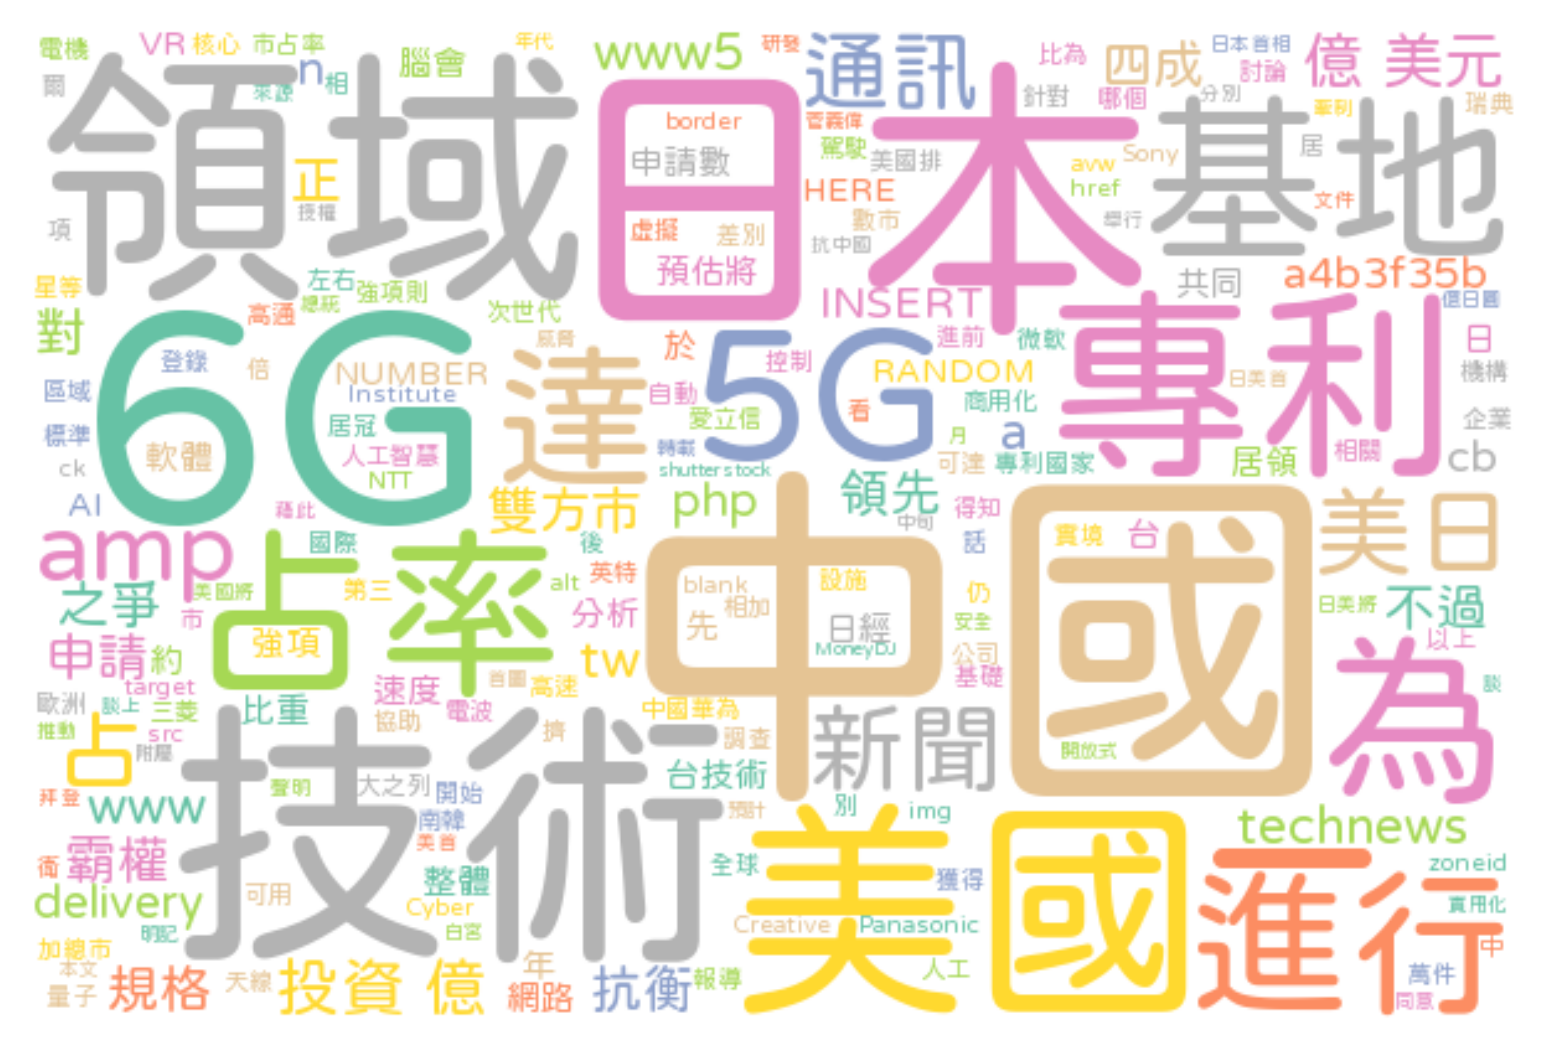 電機
VR
核心
市占率
腦會
年代
www5
研發
通訊
比為
四成
日本首相
億
美元
爾
來源
n
相
針對
哪個
討論
分別
瑞典
領域
日本
基地
border
菅義偉
駕駛
美國排
avw
Sony
牽制
居
申請數
正
授權
HERE
href
文件
項
虛擬
差別
數市
抗中國
舉行
預估將
共同
a4b3f35b
星等
左右
強項則
總統
次世代
INSERT
對
高通
6G
登錄
倍
NUMBER
Institute
達
威脅
於
5G
控制
進前
微軟
專利
日
機構
區域
自動
RANDOM
日美首
標準
居冠
愛立信
看
商用化
企業
軟體
人工智慧
轉載
月
a
相關
ck
NTT
shutterstock
可達
專利國家
居領
cb
AI
藉此
雙方市
php
領先
得知
中旬
美日
amp
國際
後
中國
話
實境
台
之爭
美國將
第三
alt
英特
blank
設施
仍
日美將
不過
市
占率
分析
先
相加
日經
安全
申請
約
強項
tw
MoneyDJ
公司
以上
為
歐洲
target
速度
首圖
高速
基礎
談
談上
三菱
比重
協助
電波
中國華為
推動
占
src
附屬
技術
擠
調查
新聞
開放式
拜登
www
聲明
大之列
開始
台技術
南韓
預計
別
img
technews
霸權
美首
衛
整體
全球
美國
獲得
進行
zoneid
delivery
可用
Cyber
Creative
Panasonic
實用化
明記
白宮
加總市
中
本文
量子
規格
天線
投資
億
年
網路
抗衡
報導
人工
萬件
同意